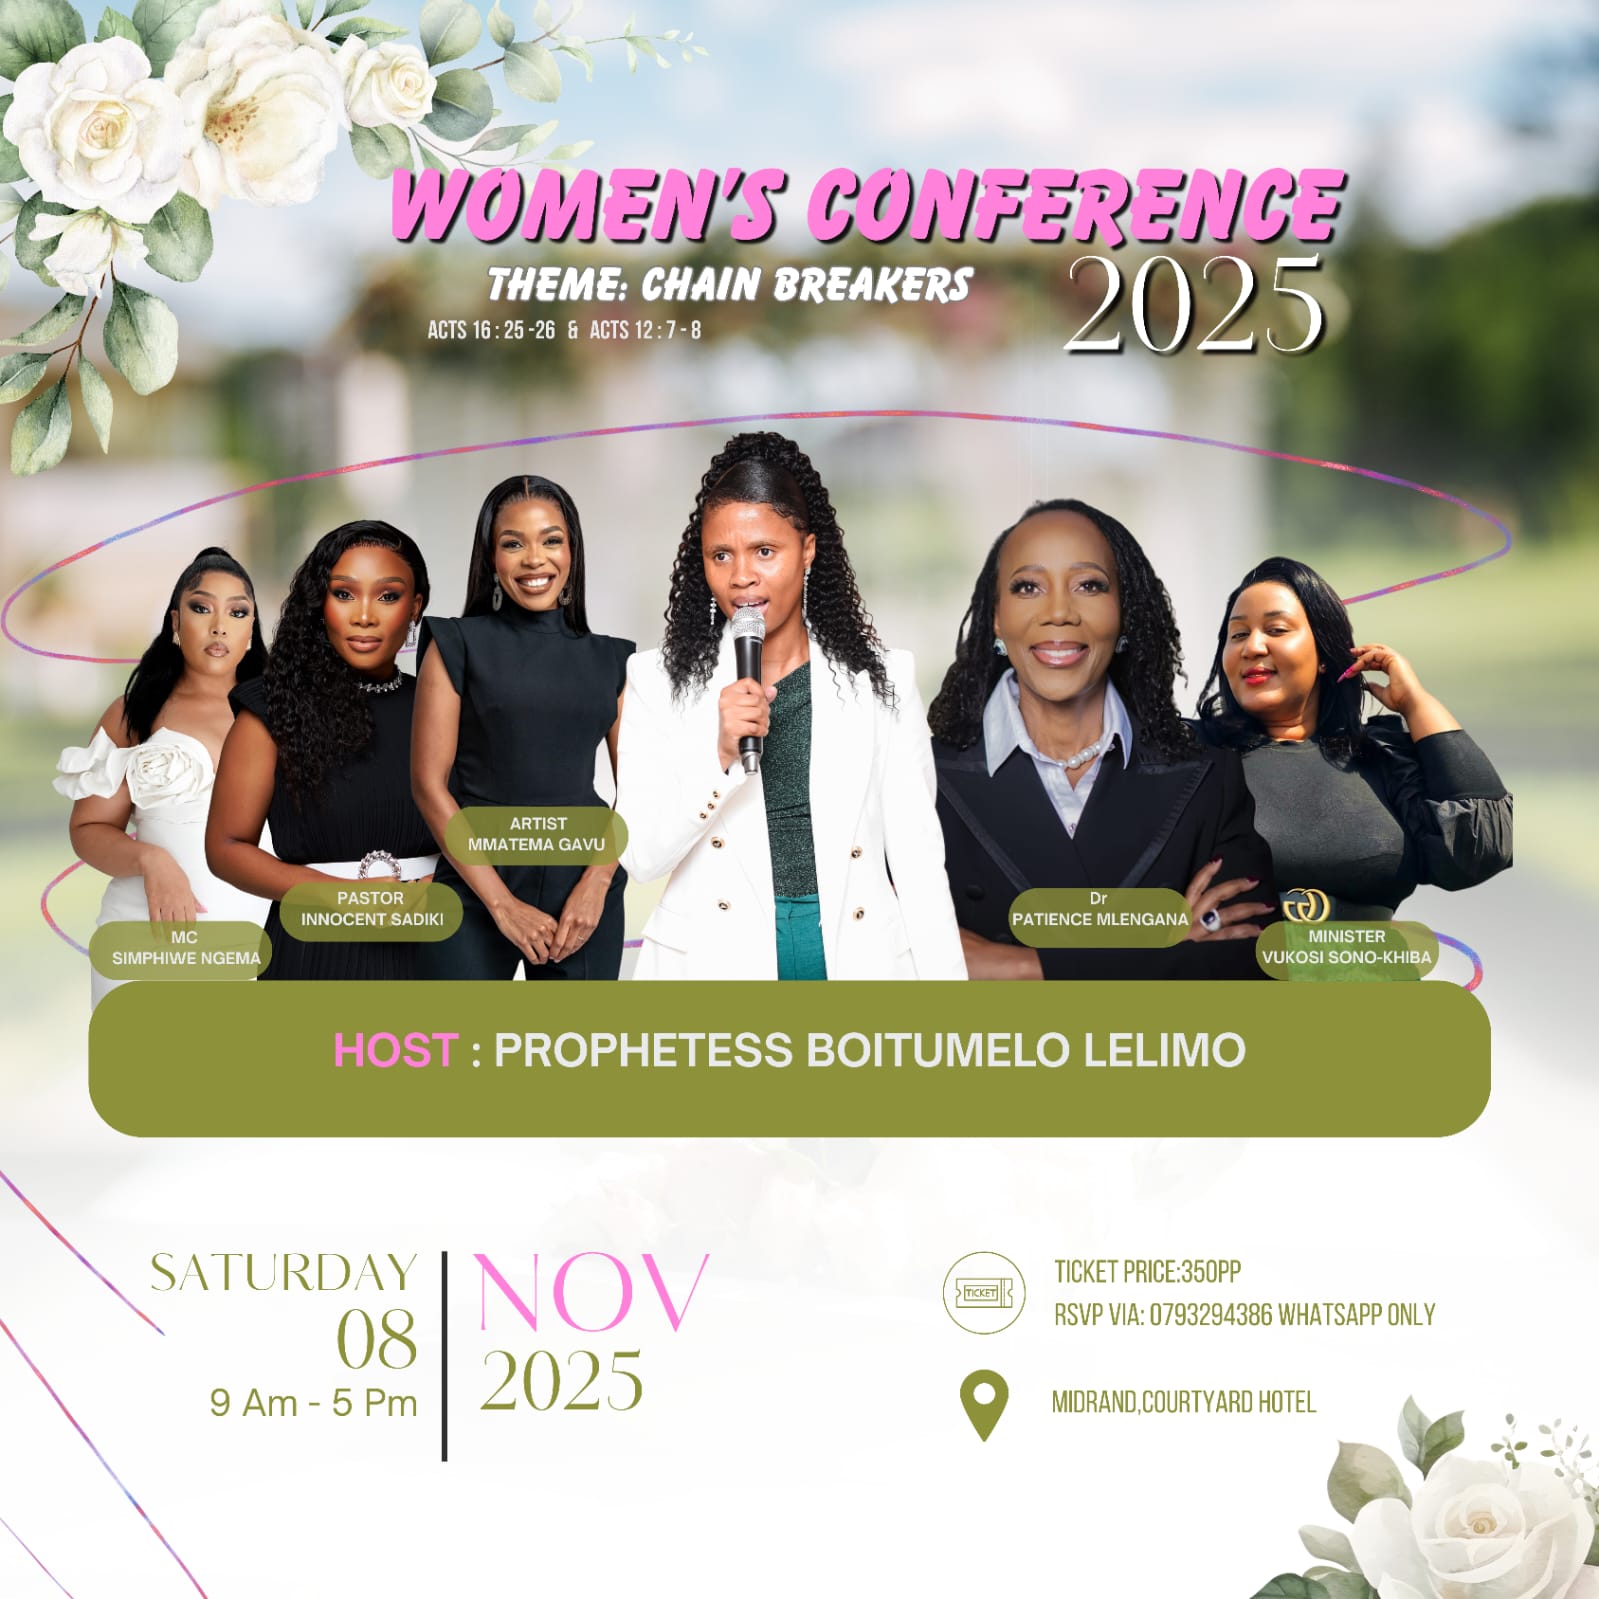 WOMEN'S CONFERENCE
2025
THEME: CHAIN BREAKERS
ACTS 16 : 25 -26 & ACTS 12 : 7 - 8
ARTIST
MMATEMA GAVU
PASTOR
INNOCENT SADIKI
MC
SIMPHIWE NGEMA
Dr
PATIENCE MLENGANA
MINISTER
VUKOSI SONO-KHIBA
HOST : PROPHETESS BOITUMELO LELIMO
SATURDAY
08
9 Am - 5 Pm
NOV
2025
TICKET
TICKET PRICE:350PP
RSVP VIA: 0793294386 WHATSAPP ONLY
MIDRAND,COURTYARD HOTEL